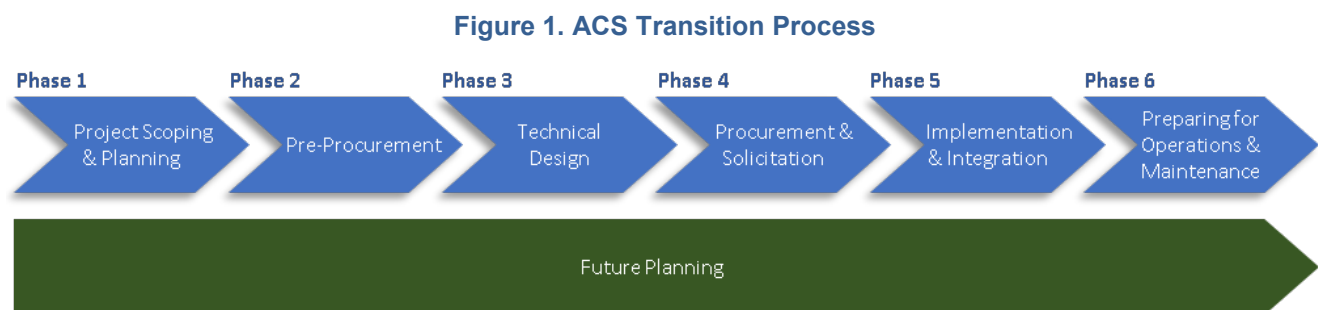 Figure 1. ACS Transition Process
Phase 1
Phase 2
Phase 3
Phase 4
Phase 5
Phase 6
Project Scoping
& Planning
Pre-Procurement
Technical
Design
Procurement &
Solicitation
Implementation
& Integration
Preparing for
Operations &
Maintenance
Future Planning